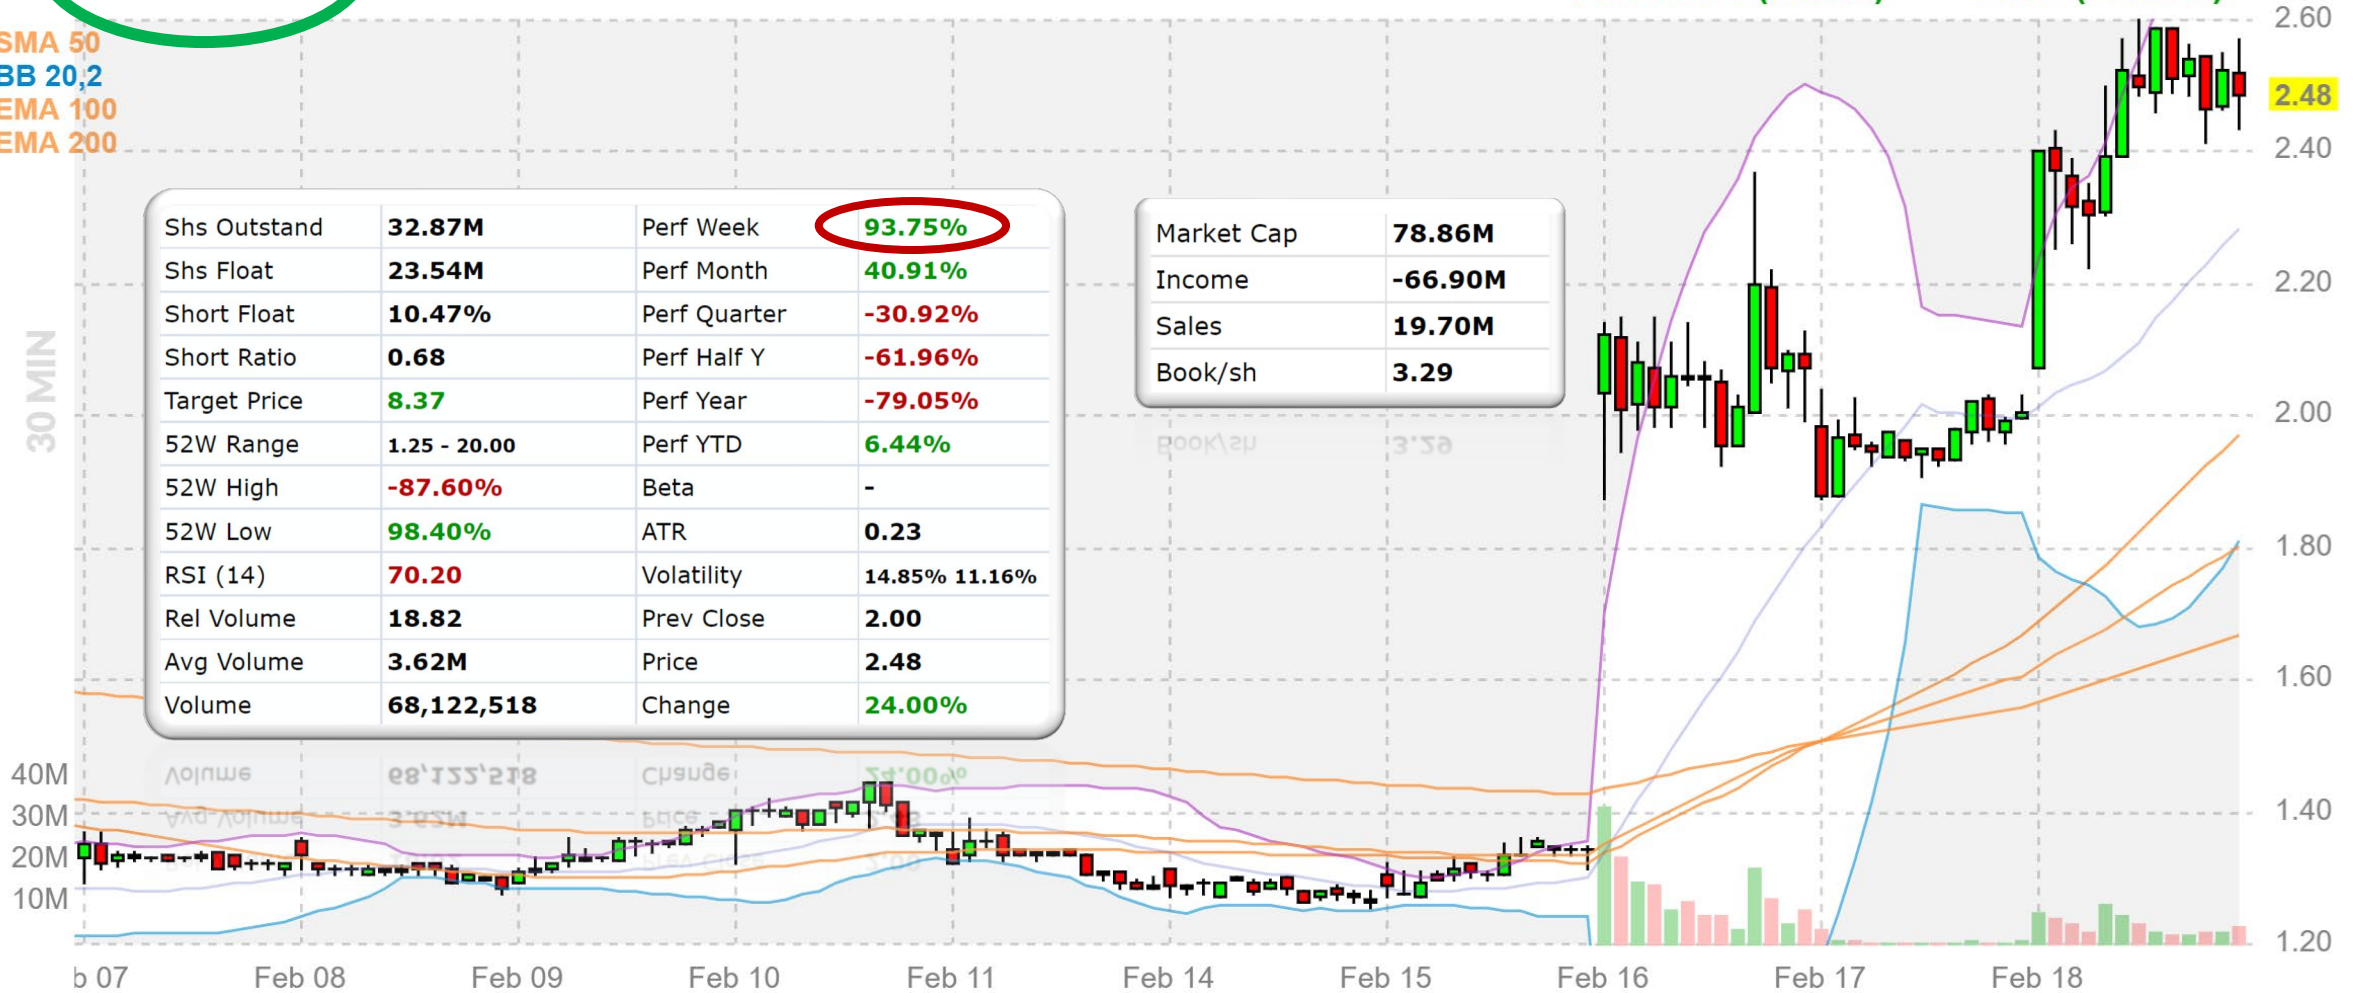 2.60
SMA 50
BB 20,2
EMA 100
EMA 200
2.48
2.40
2.20
2.00
1.80
1.60
1.40
1.20
30 MIN
Shs Outstand 32.87M Perf Week 93.75%
Shs Float 23.54M Perf Month 40.91%
Short Float 10.47% Perf Quarter -30.92%
Short Ratio 0.68 Perf Half Y -61.96%
Target Price 8.37 Perf Year -79.05%
52W Range 1.25 - 20.00 Perf YTD 6.44%
52W High -87.60% Beta -
52W Low 98.40% ATR 0.23
RSI (14) 70.20 Volatility 14.85% 11.16%
Rel Volume 18.82 Prev Close 2.00
Avg Volume 3.62M Price 2.48
Volume 68,122,518 Change 24.00%
Market Cap 78.86M
Income -66.90M
Sales 19.70M
Book/sh 3.29
40M
30M
20M
10M
b 07 Feb 08 Feb 09 Feb 10 Feb 11 Feb 14 Feb 15 Feb 16 Feb 17 Feb 18